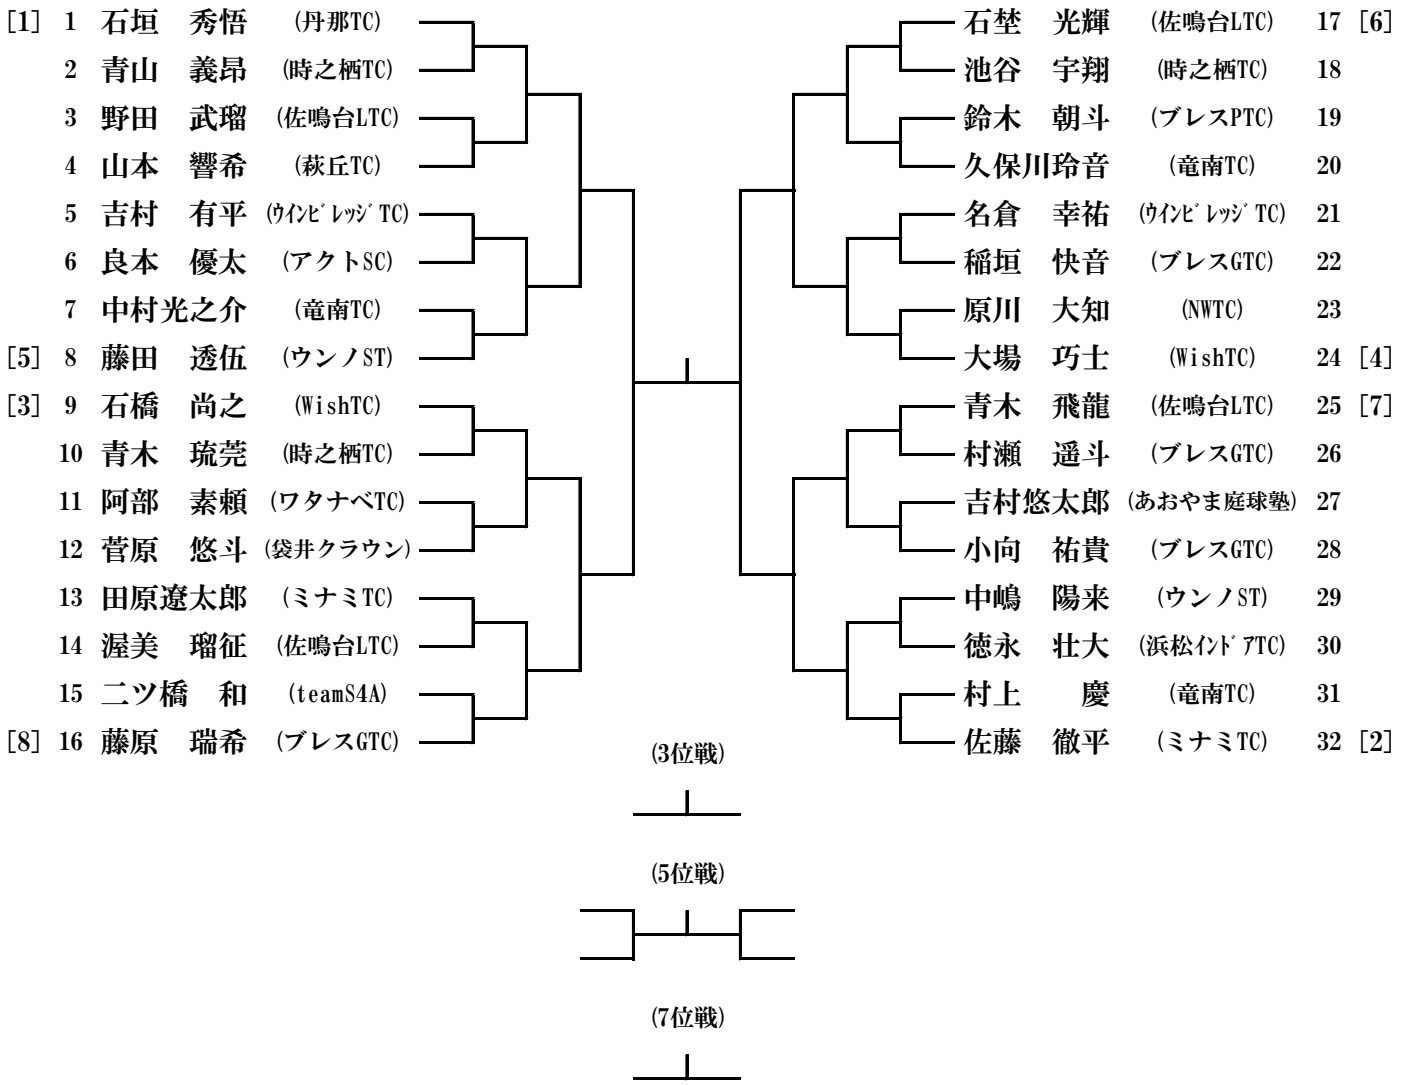 [1] 1 石垣　秀悟 (丹那TC)
2 青山　義昂 (時之栖TC)
3 野田　武瑠 (佐鳴台LTC)
4 山本　響希 (萩丘TC)
5 吉村　有平 (ｳｲﾝﾋﾞﾚｯｼﾞTC)
6 良本　優太 (アクトSC)
7 中村光之介 (竜南TC)
[5] 8 藤田　透伍 (ウンノST)
[3] 9 石橋　尚之 (WishTC)
10 青木　琉莞 (時之栖TC)
11 阿部　素頼 (ワタナベTC)
12 菅原　悠斗 (袋井クラウン)
13 田原遼太郎 (ミナミTC)
14 渥美　瑠征 (佐鳴台LTC)
15 二ツ橋　和 (teamS4A)
[8] 16 藤原　瑞希 (ブレスGTC)
石埜　光輝 (佐鳴台LTC) 17 [6]
池谷　宇翔 (時之栖TC) 18
鈴木　朝斗 (ブレスPTC) 19
久保川玲音 (竜南TC) 20
名倉　幸祐 (ｳｲﾝﾋﾞﾚｯｼﾞTC) 21
稲垣　快音 (ブレスGTC) 22
原川　大知 (NWTC) 23
大場　巧士 (WishTC) 24 [4]
青木　飛龍 (佐鳴台LTC) 25 [7]
村瀬　遥斗 (ブレスGTC) 26
吉村悠太郎 (あおやま庭球塾) 27
小向　祐貴 (ブレスGTC) 28
中嶋　陽来 (ウンノST) 29
徳永　壮大 (浜松ｲﾝﾄﾞｱTC) 30
村上　　慶 (竜南TC) 31
佐藤　徹平 (ミナミTC) 32 [2]
(3位戦)
(5位戦)
(7位戦)